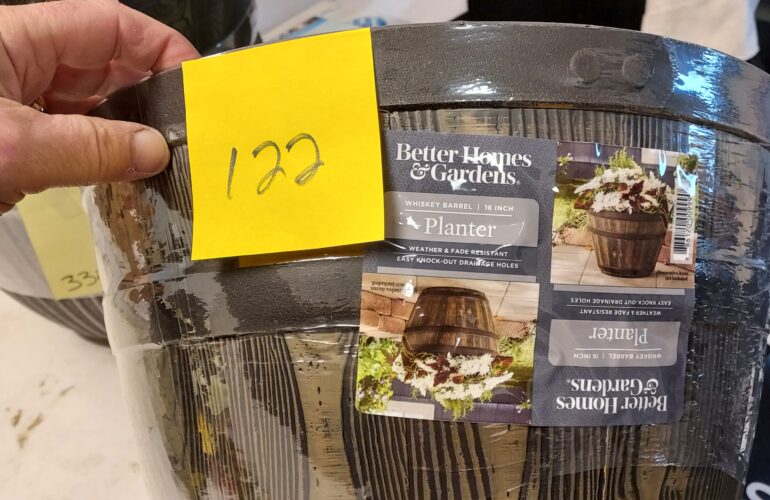 122
Better Homes
& Gardens®
WHISKEY BARREL | 16 INCH
Planter
WEATHER & FADE RESISTANT
EASY KNOCK-OUT DRAINAGE HOLES
33
EASY KNOCK-OUT DRAINAGE HOLES
WEATHER & FADE RESISTANT
Planter
WHISKEY BARREL | 16 INCH
Better Homes
& Gardens®